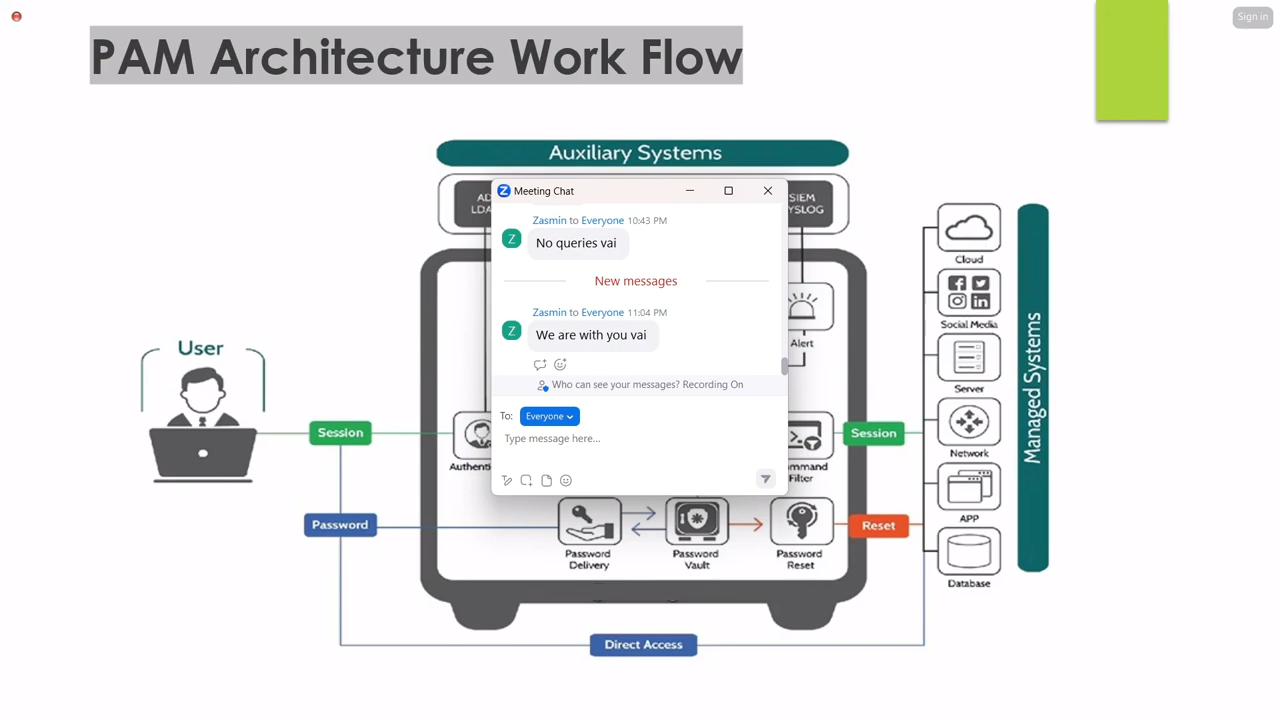 Sign in
PAM Architecture Work Flow
Auxiliary Systems
AD
LDA
SIEM
YSLOG
Meeting Chat
Zasmin to Everyone 10:43 PM
Z
No queries vai
New messages
Zasmin to Everyone 11:04 PM
Z
We are with you vai
Who can see your messages? Recording On
To: Everyone
Type message here...
Alert
User
Session
Authenti
mmand
Filter
Session
Password
Password
Delivery
Password
Vault
Password
Reset
Reset
Direct Access
Cloud
Social Media
Server
Network
APP
Database
Managed Systems